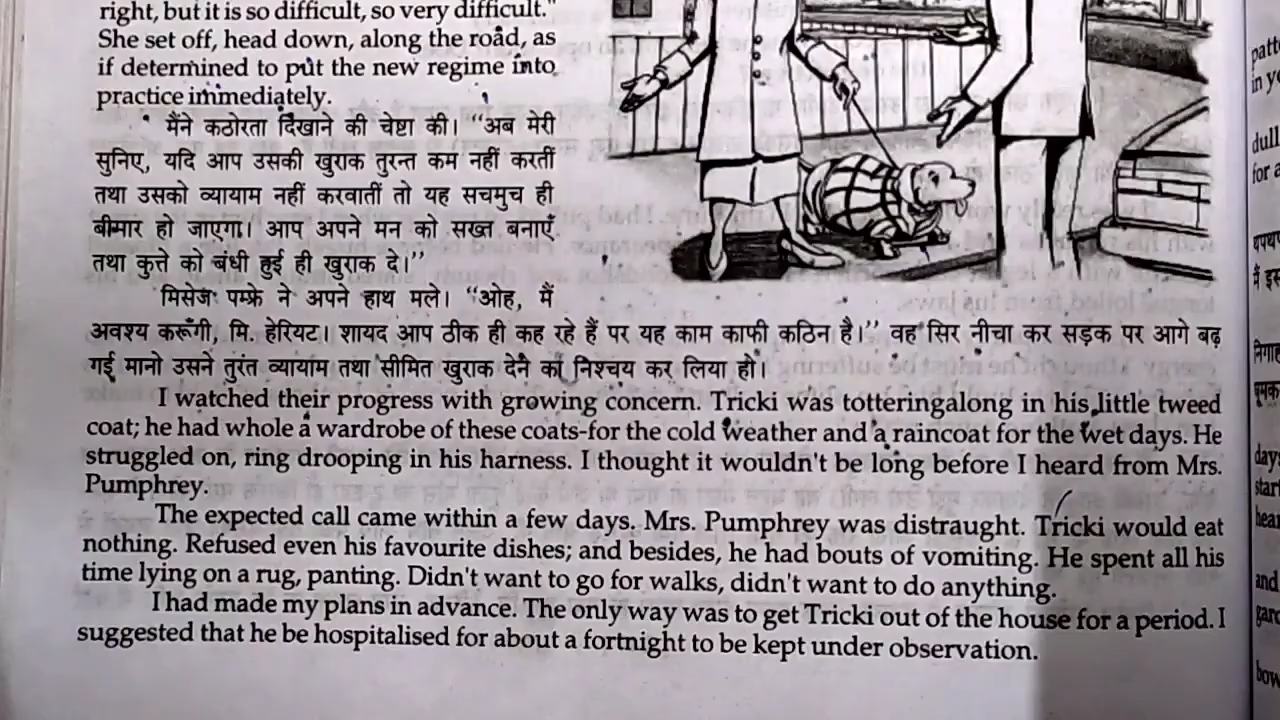 right, but it is so difficult, so very difficult."
She set off, head down, along the road, as
if determined to put the new regime into
practice immediately.
मैंने कठोरता दिखाने की चेष्टा की। “अब मेरी
सुनिए, यदि आप उसकी खुराक तुरन्त कम नहीं करतीं
तथा उसको व्यायाम नहीं करवातीं तो यह सचमुच ही
बीमार हो जाएगा। आप अपने मन को सख्त बनाएँ
तथा कुत्ते को बंधी हुई ही खुराक दे।”
मिसेज पम्फ्रे ने अपने हाथ मले। “ओह, मैं
अवश्य करूँगी, मि. हेरियट। शायद आप ठीक ही कह रहे हैं पर यह काम काफी कठिन है।” वह सिर नीचा कर सड़क पर आगे बढ़
गई मानो उसने तुरंत व्यायाम तथा सीमित खुराक देने का निश्चय कर लिया हो।
I watched their progress with growing concern. Tricki was totteringalong in his little tweed
coat; he had whole a wardrobe of these coats-for the cold weather and a raincoat for the wet days. He
struggled on, ring drooping in his harness. I thought it wouldn't be long before I heard from Mrs.
Pumphrey.
The expected call came within a few days. Mrs. Pumphrey was distraught. Tricki would eat
nothing. Refused even his favourite dishes; and besides, he had bouts of vomiting. He spent all his
time lying on a rug, panting. Didn't want to go for walks, didn't want to do anything.
I had made my plans in advance. The only way was to get Tricki out of the house for a period. I
suggested that he be hospitalised for about a fortnight to be kept under observation.